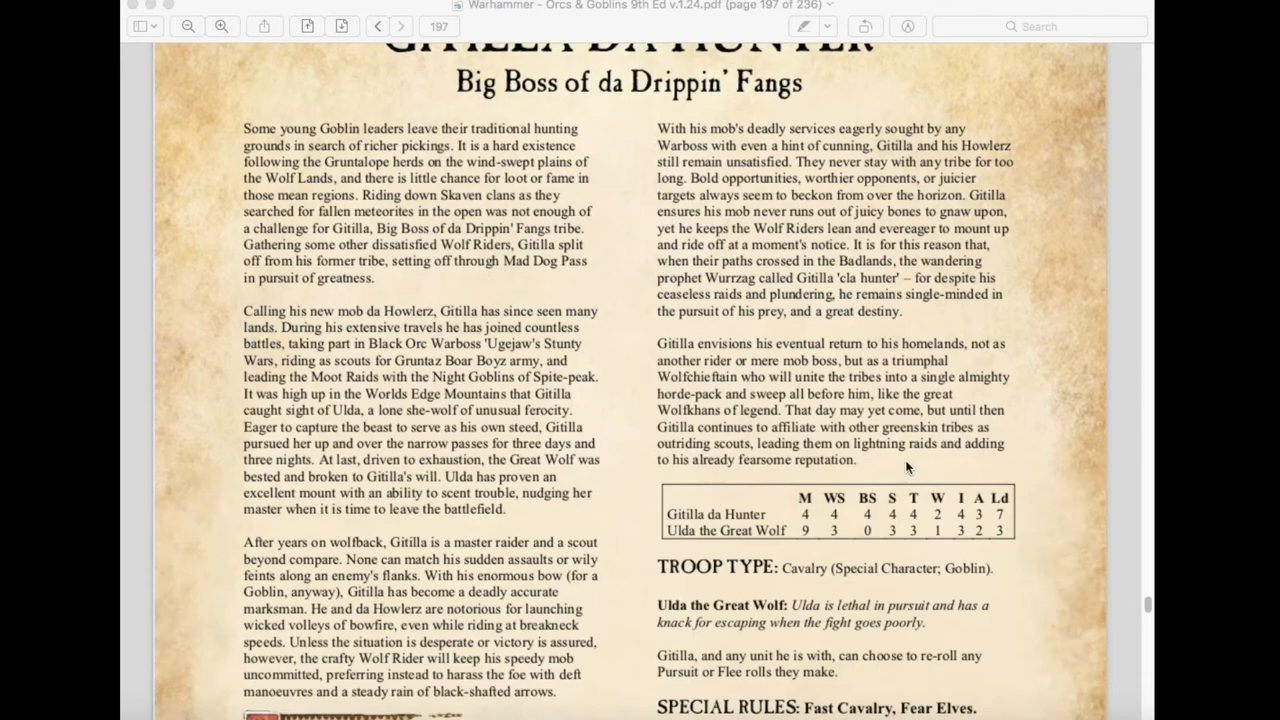 Warhammer - Orcs & Goblins 9th Ed v.1.24.pdf (page 197 of 236)
197
Search
GITILLA DA HUNTER
Big Boss of da Drippin' Fangs
Some young Goblin leaders leave their traditional hunting
grounds in search of richer pickings. It is a hard existence
following the Gruntalope herds on the wind-swept plains of
the Wolf Lands, and there is little chance for loot or fame in
those mean regions. Riding down Skaven clans as they
searched for fallen meteorites in the open was not enough of
a challenge for Gitilla, Big Boss of da Drippin' Fangs tribe.
Gathering some other dissatisfied Wolf Riders, Gitilla split
off from his former tribe, setting off through Mad Dog Pass
in pursuit of greatness.
Calling his new mob da Howlerz, Gitilla has since seen many
lands. During his extensive travels he has joined countless
battles, taking part in Black Orc Warboss 'Ugejaw's Stunty
Wars, riding as scouts for Gruntaz Boar Boyz army, and
leading the Moot Raids with the Night Goblins of Spite-peak.
It was high up in the Worlds Edge Mountains that Gitilla
caught sight of Ulda, a lone she-wolf of unusual ferocity.
Eager to capture the beast to serve as his own steed, Gitilla
pursued her up and over the narrow passes for three days and
three nights. At last, driven to exhaustion, the Great Wolf was
bested and broken to Gitilla's will. Ulda has proven an
excellent mount with an ability to scent trouble, nudging her
master when it is time to leave the battlefield.
After years on wolfback, Gitilla is a master raider and a scout
beyond compare. None can match his sudden assaults or wily
feints along an enemy's flanks. With his enormous bow (for a
Goblin, anyway), Gitilla has become a deadly accurate
marksman. He and da Howlerz are notorious for launching
wicked volleys of bowfire, even while riding at breakneck
speeds. Unless the situation is desperate or victory is assured,
however, the crafty Wolf Rider will keep his speedy mob
uncommitted, preferring instead to harass the foe with deft
manoeuvres and a steady rain of black-shafted arrows.
With his mob's deadly services eagerly sought by any
Warboss with even a hint of cunning, Gitilla and his Howlerz
still remain unsatisfied. They never stay with any tribe for too
long. Bold opportunities, worthier opponents, or juicier
targets always seem to beckon from over the horizon. Gitilla
ensures his mob never runs out of juicy bones to gnaw upon,
yet he keeps the Wolf Riders lean and evereager to mount up
and ride off at a moment's notice. It is for this reason that,
when their paths crossed in the Badlands, the wandering
prophet Wurrzag called Gitilla 'cla hunter' – for despite his
ceaseless raids and plundering, he remains single-minded in
the pursuit of his prey, and a great destiny.
Gitilla envisions his eventual return to his homelands, not as
another rider or mere mob boss, but as a triumphal
Wolfchieftain who will unite the tribes into a single almighty
horde-pack and sweep all before him, like the great
Wolfkhans of legend. That day may yet come, but until then
Gitilla continues to affiliate with other greenskin tribes as
outriding scouts, leading them on lightning raids and adding
to his already fearsome reputation.
M WS BS S T W I A Ld
Gitilla da Hunter 4 4 4 4 4 2 4 3 7
Ulda the Great Wolf 9 3 0 3 3 1 3 2 3
TROOP TYPE: Cavalry (Special Character; Goblin).
Ulda the Great Wolf: Ulda is lethal in pursuit and has a
knack for escaping when the fight goes poorly.
Gitilla, and any unit he is with, can choose to re-roll any
Pursuit or Flee rolls they make.
SPECIAL RULES: Fast Cavalry, Fear Elves.